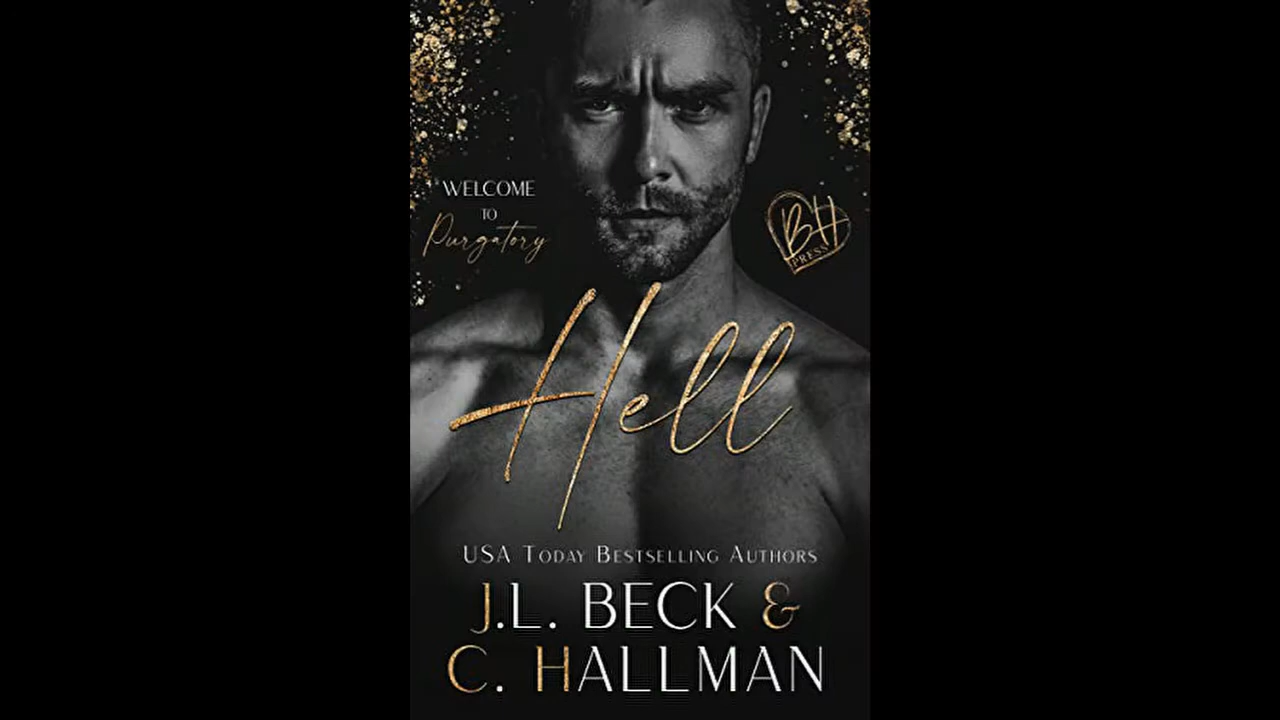 WELCOME
TO
Purgatory
BH
PRESS
Hell
USA TODAY BESTSELLING AUTHORS
J.L. BECK &
C. HALLMAN